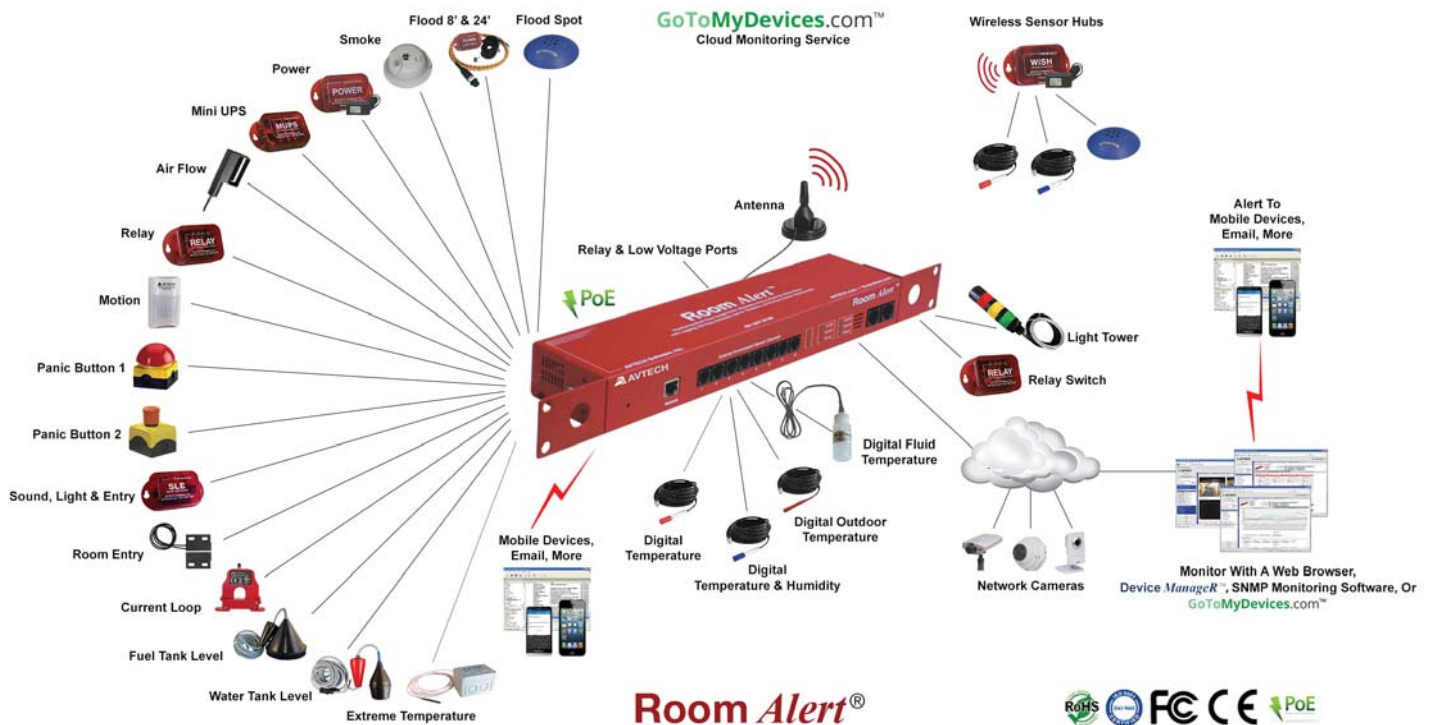 GoToMyDevices.com™
Cloud Monitoring Service
Wireless Sensor Hubs
WiSH
Flood 8' & 24'
Flood Spot
Smoke
Power
POWER
Mini UPS
MUPS
Air Flow
Relay
RELAY
Motion
Panic Button 1
Panic Button 2
Sound, Light & Entry
SLE
Room Entry
Current Loop
Fuel Tank Level
Water Tank Level
Extreme Temperature
Antenna
Relay & Low Voltage Ports
PoE
Room Alert™
Room Alert
AVTECH Software, Inc.
AVTECH
Light Tower
Relay Switch
RELAY
Alert To
Mobile Devices,
Email, More
Digital Fluid
Temperature
Digital Outdoor
Temperature
Digital
Temperature
Digital
Temperature & Humidity
Mobile Devices,
Email, More
Network Cameras
Monitor With A Web Browser,
Device ManageR™, SNMP Monitoring Software, Or
GoToMyDevices.com™
Room Alert®
RoHS
FC CE PoE